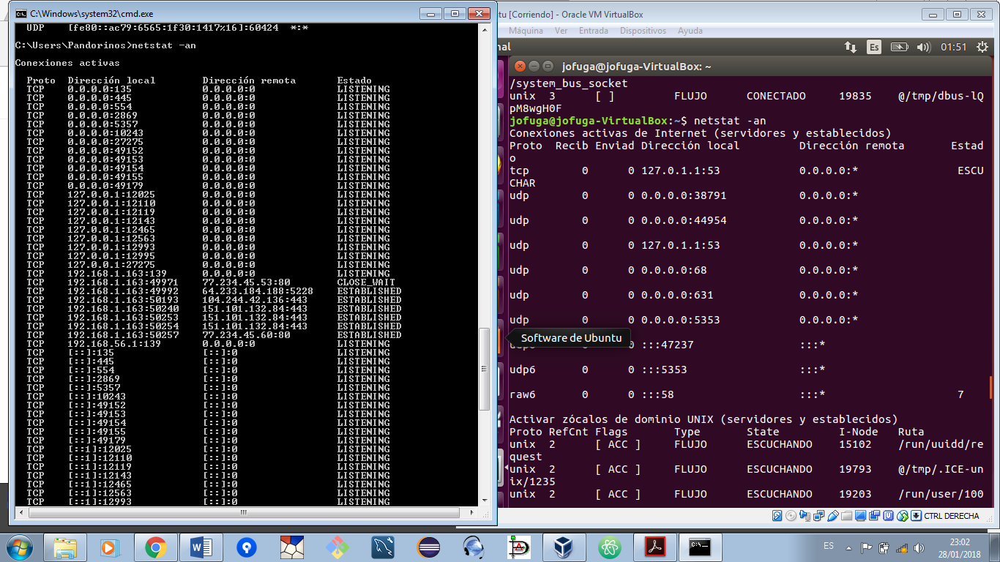 C:\Windows\system32\cmd.exe
UDP [fe80::ac79:6565:1f30:1417%16]:60424 *:*
C:\Users\Pandorinos>netstat -an
Conexiones activas
Proto Dirección local Dirección remota Estado
TCP 0.0.0.0:135 0.0.0.0:0 LISTENING
TCP 0.0.0.0:445 0.0.0.0:0 LISTENING
TCP 0.0.0.0:554 0.0.0.0:0 LISTENING
TCP 0.0.0.0:2869 0.0.0.0:0 LISTENING
TCP 0.0.0.0:5357 0.0.0.0:0 LISTENING
TCP 0.0.0.0:10243 0.0.0.0:0 LISTENING
TCP 0.0.0.0:27275 0.0.0.0:0 LISTENING
TCP 0.0.0.0:49152 0.0.0.0:0 LISTENING
TCP 0.0.0.0:49153 0.0.0.0:0 LISTENING
TCP 0.0.0.0:49154 0.0.0.0:0 LISTENING
TCP 0.0.0.0:49155 0.0.0.0:0 LISTENING
TCP 0.0.0.0:49179 0.0.0.0:0 LISTENING
TCP 127.0.0.1:12025 0.0.0.0:0 LISTENING
TCP 127.0.0.1:12110 0.0.0.0:0 LISTENING
TCP 127.0.0.1:12119 0.0.0.0:0 LISTENING
TCP 127.0.0.1:12143 0.0.0.0:0 LISTENING
TCP 127.0.0.1:12465 0.0.0.0:0 LISTENING
TCP 127.0.0.1:12563 0.0.0.0:0 LISTENING
TCP 127.0.0.1:12993 0.0.0.0:0 LISTENING
TCP 127.0.0.1:12995 0.0.0.0:0 LISTENING
TCP 127.0.0.1:27275 0.0.0.0:0 LISTENING
TCP 192.168.1.163:139 0.0.0.0:0 LISTENING
TCP 192.168.1.163:49971 77.234.45.53:80 CLOSE_WAIT
TCP 192.168.1.163:49992 64.233.184.188:5228 ESTABLISHED
TCP 192.168.1.163:50193 104.244.42.136:443 ESTABLISHED
TCP 192.168.1.163:50240 151.101.132.84:443 ESTABLISHED
TCP 192.168.1.163:50253 151.101.132.84:443 ESTABLISHED
TCP 192.168.1.163:50254 151.101.132.84:443 ESTABLISHED
TCP 192.168.1.163:50257 77.234.45.60:80 ESTABLISHED
TCP 192.168.56.1:139 0.0.0.0:0 LISTENING
TCP [::]:135 [::]:0 LISTENING
TCP [::]:445 [::]:0 LISTENING
TCP [::]:554 [::]:0 LISTENING
TCP [::]:2869 [::]:0 LISTENING
TCP [::]:5357 [::]:0 LISTENING
TCP [::]:10243 [::]:0 LISTENING
TCP [::]:49152 [::]:0 LISTENING
TCP [::]:49153 [::]:0 LISTENING
TCP [::]:49154 [::]:0 LISTENING
TCP [::]:49155 [::]:0 LISTENING
TCP [::]:49179 [::]:0 LISTENING
TCP [::1]:12025 [::]:0 LISTENING
TCP [::1]:12110 [::]:0 LISTENING
TCP [::1]:12119 [::]:0 LISTENING
TCP [::1]:12143 [::]:0 LISTENING
TCP [::1]:12465 [::]:0 LISTENING
TCP [::1]:12563 [::]:0 LISTENING
TCP [::1]:12993 [::]:0 LISTENING
tu [Corriendo] - Oracle VM VirtualBox
Máquina Ver Entrada Dispositivos Ayuda
nal Es 01:51
jofuga@jofuga-VirtualBox: ~
/system_bus_socket
unix 3 [ ] FLUJO CONECTADO 19835 @/tmp/dbus-lQ
pM8wgH0F
jofuga@jofuga-VirtualBox:~$ netstat -an
Conexiones activas de Internet (servidores y establecidos)
Proto Recib Enviad Dirección local Dirección remota Estad
o
tcp 0 0 127.0.1.1:53 0.0.0.0:* ESCU
CHAR
udp 0 0 0.0.0.0:38791 0.0.0.0:*
udp 0 0 0.0.0.0:44954 0.0.0.0:*
udp 0 0 127.0.1.1:53 0.0.0.0:*
udp 0 0 0.0.0.0:68 0.0.0.0:*
udp 0 0 0.0.0.0:631 0.0.0.0:*
udp 0 0 0.0.0.0:5353 0.0.0.0:*
Software de Ubuntu
0 :::47237 :::*
udp6 0 0 :::5353 :::*
raw6 0 0 :::58 :::* 7
Activar zócalos de dominio UNIX (servidores y establecidos)
Proto RefCnt Flags Type State I-Node Ruta
unix 2 [ ACC ] FLUJO ESCUCHANDO 15102 /run/uuidd/re
quest
unix 2 [ ACC ] FLUJO ESCUCHANDO 19793 @/tmp/.ICE-un
ix/1235
unix 2 [ ACC ] FLUJO ESCUCHANDO 19203 /run/user/100
CTRL DERECHA
ES
23:02
28/01/2018